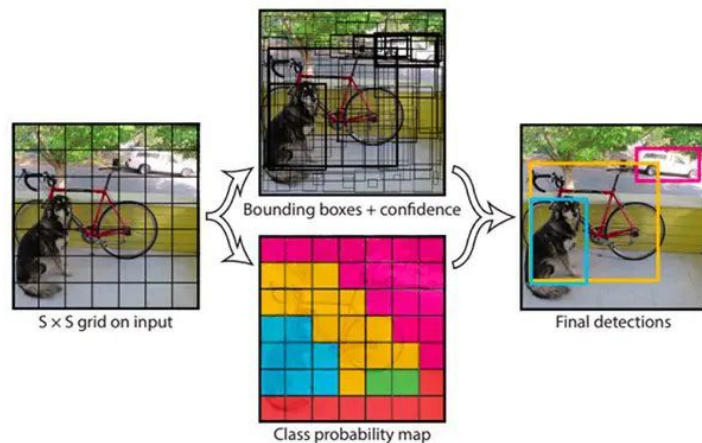 S × S grid on input
Bounding boxes + confidence
Class probability map
Final detections